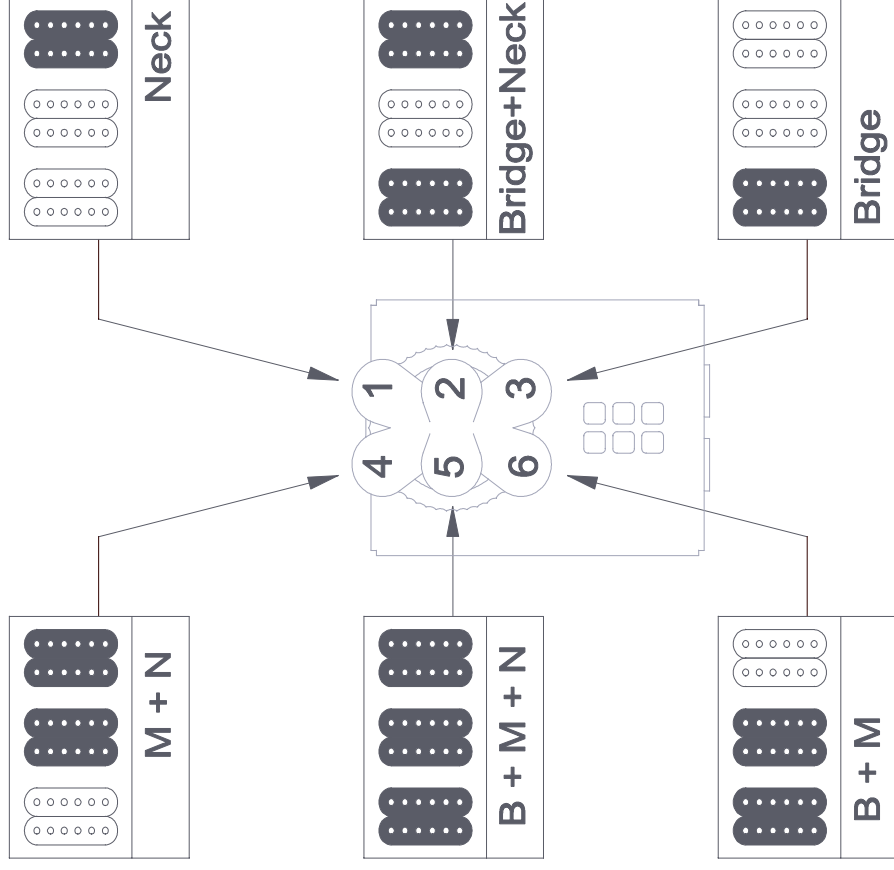 Neck
Bridge+Neck
Bridge
1
2
3
4
5
6
M + N
B + M + N
B + M